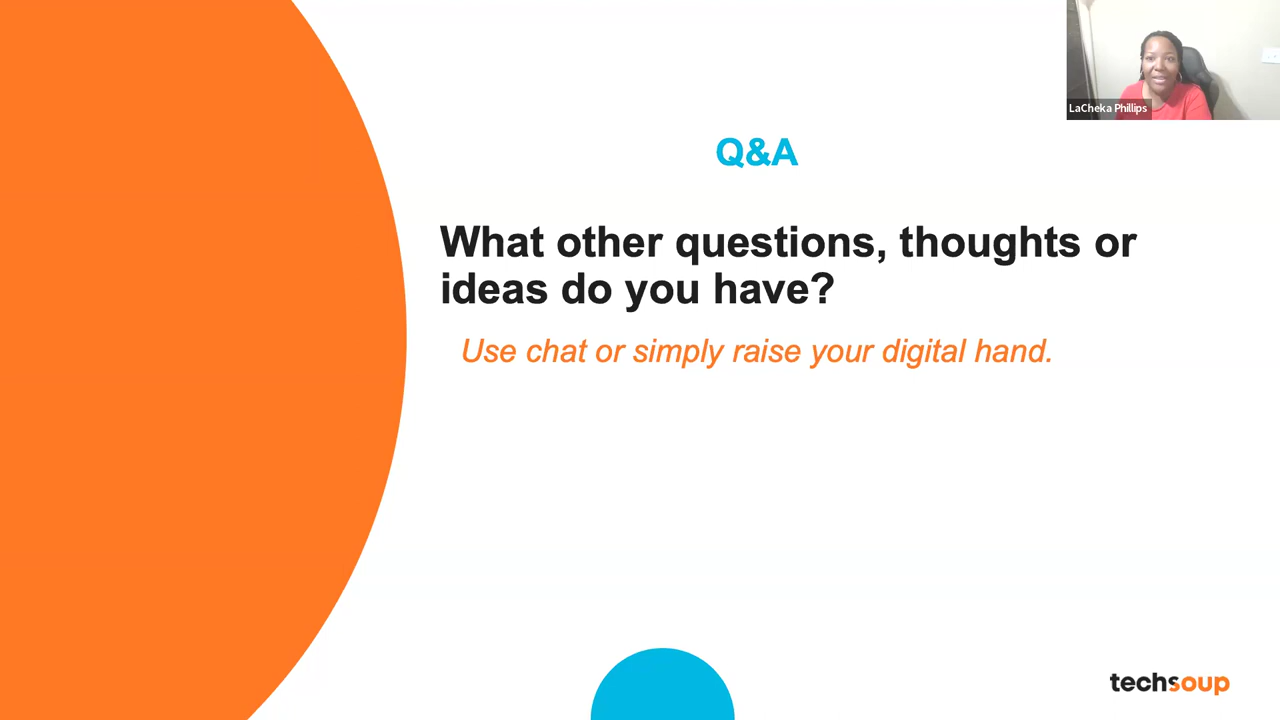 LaCheka Phillips
Q&A
What other questions, thoughts or
ideas do you have?
Use chat or simply raise your digital hand.
techsoup